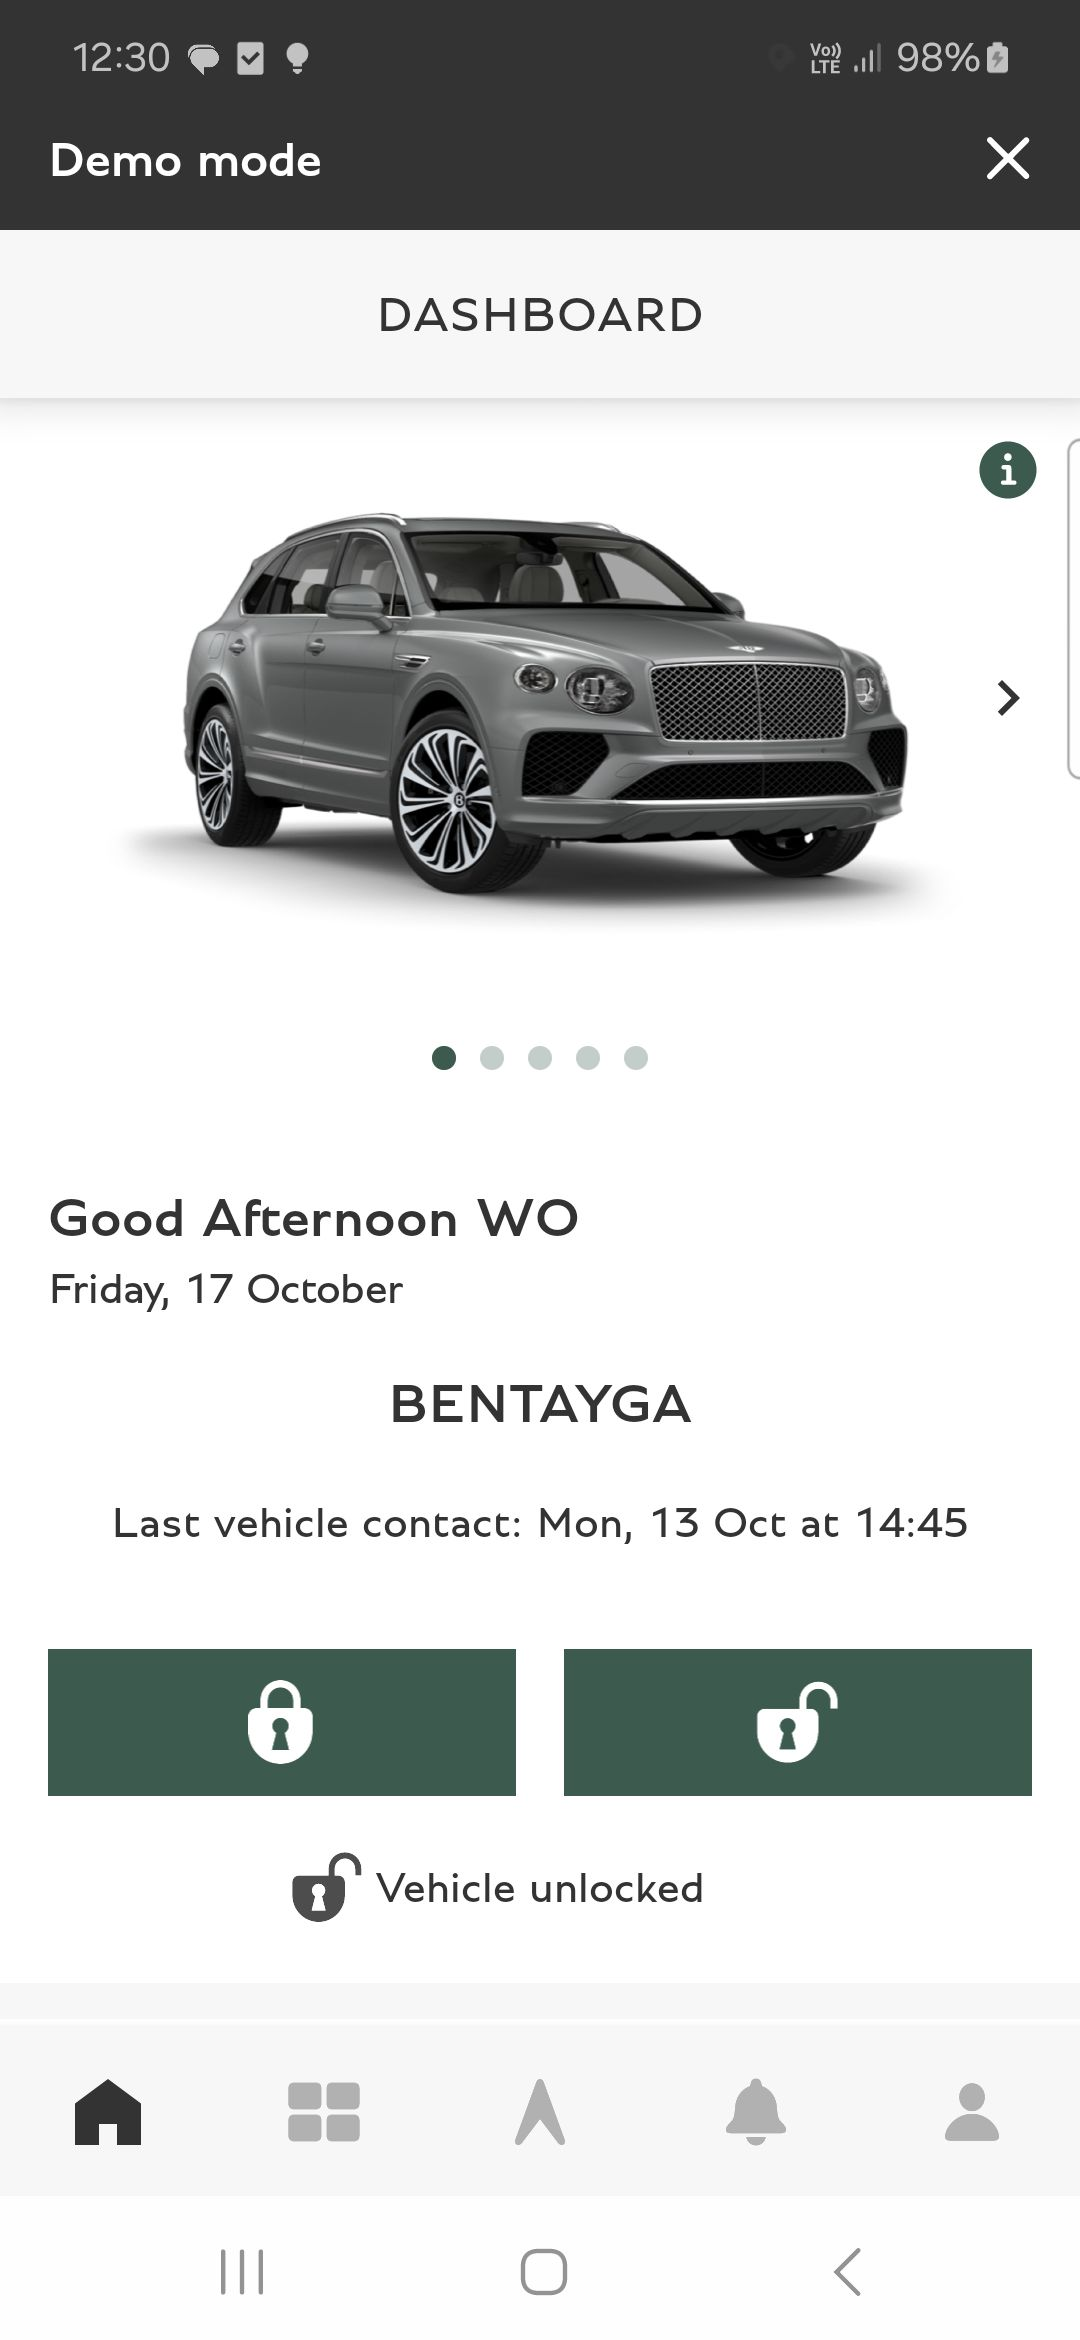 12:30
Vo))
LTE
98%
Demo mode
DASHBOARD
Good Afternoon WO
Friday, 17 October
BENTAYGA
Last vehicle contact: Mon, 13 Oct at 14:45
Vehicle unlocked